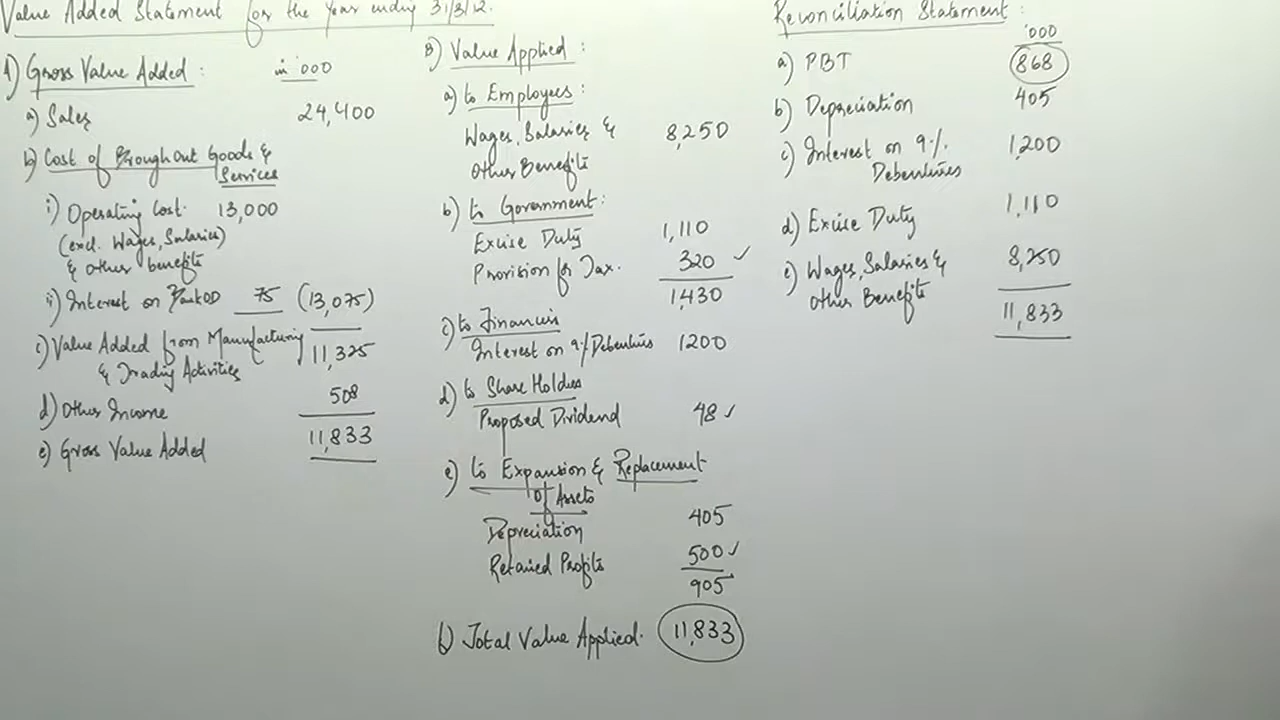 Value Added Statement for the Year ending 31/3/12.
A) Gross Value Added : in '000
a) Sales 24,400
b) Cost of Broughout Goods &
Services
i) Operating Cost 13,000
(excl. Wages, Salaries)
& other benefits
ii) Interest on Bank OD 75 (13,075)
c) Value Added from Manufacturing
& Trading Activities 11,325
d) Other Income 508
e) Gross Value Added 11,833
B) Value Applied :
a) to Employees :
Wages, Salaries & 8,250
Other Benefits
b) to Government :
Excise Duty 1,110
Provision for Tax. 320 ✓
1,430
c) to Financiers
Interest on 9% Debentures 1200
d) to Share Holders
Proposed Dividend 48 ✓
e) to Expansion & Replacement
of Assets
Depreciation 405
Retained Profits 500 ✓
905
f) Total Value Applied. 11,833
Reconciliation Statement :
'000
a) PBT 868
b) Depreciation 405
c) Interest on 9% 1,200
Debentures
d) Excise Duty 1,110
e) Wages, Salaries & 8,250
Other Benefits
11,833